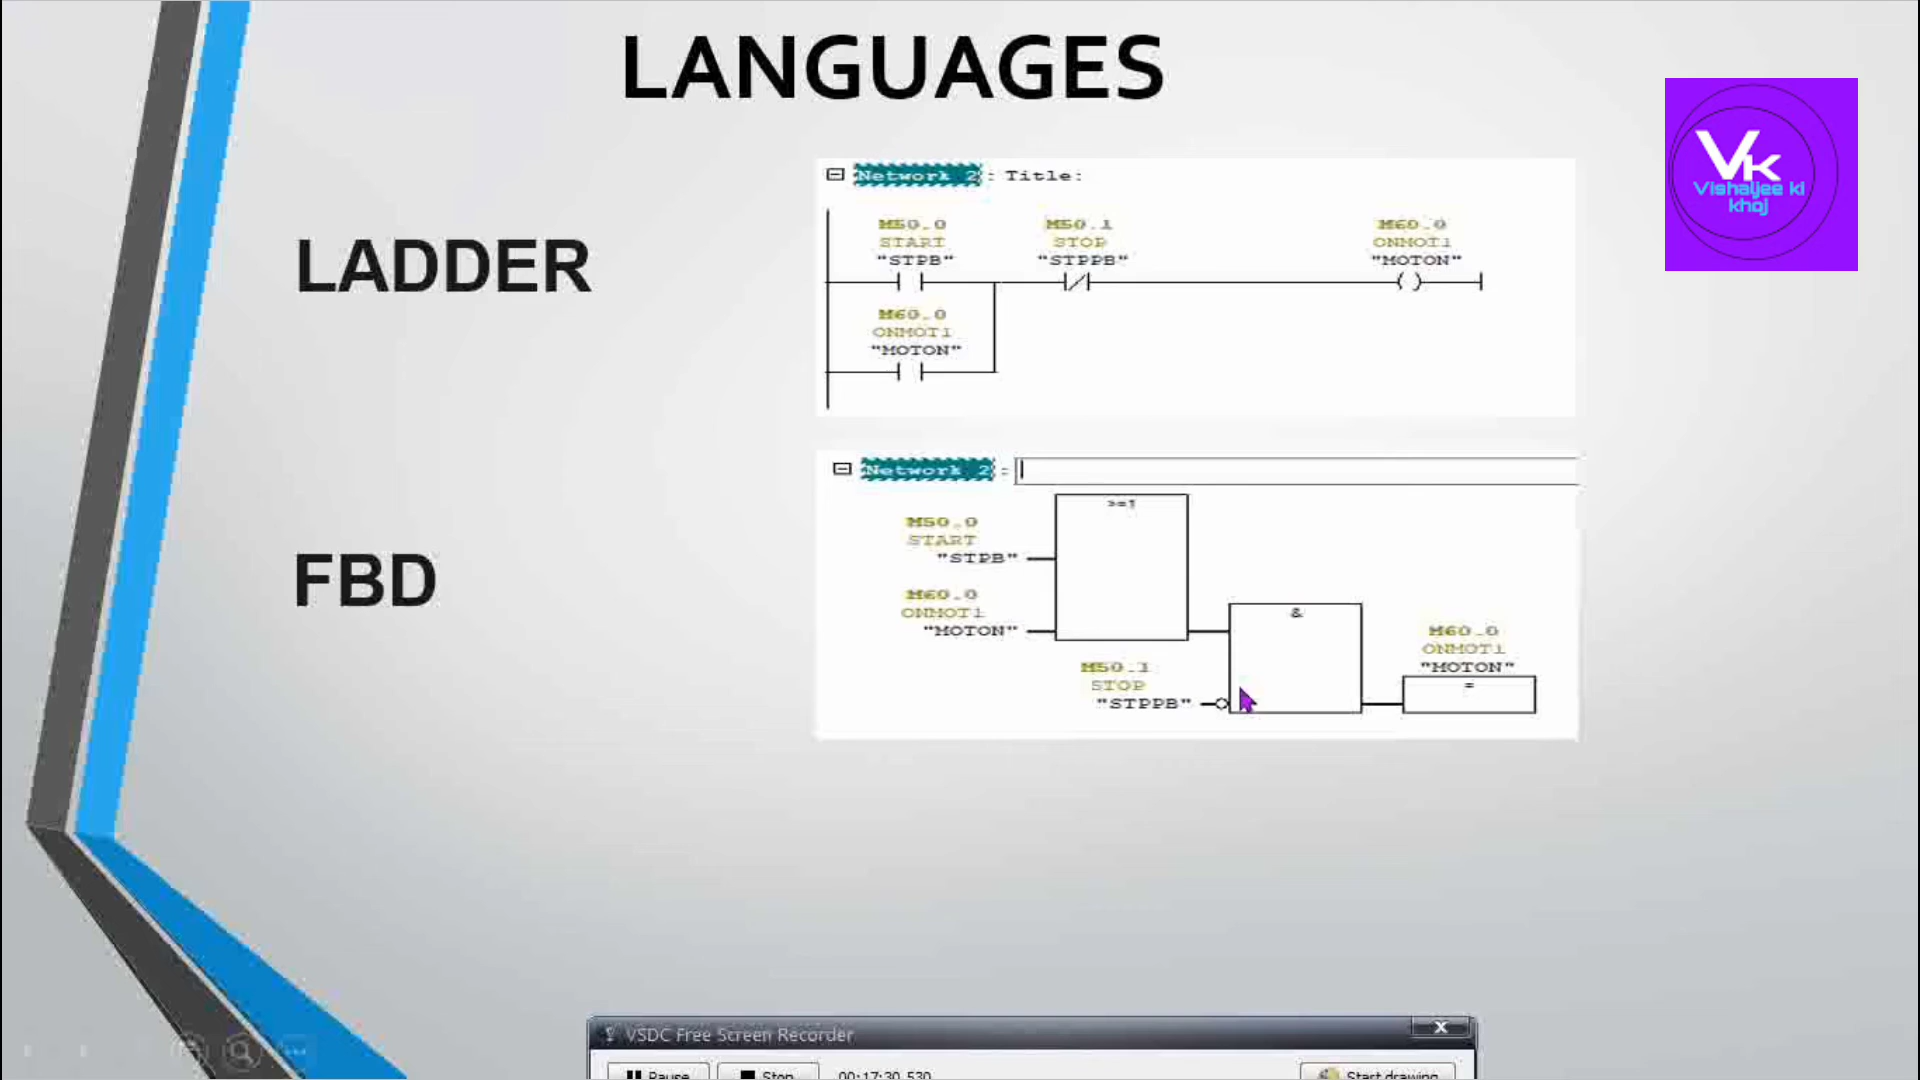 LANGUAGES
Vk
Vishaljee ki
khoj
Network 2 : Title:
M50.0
START
"STPB"
M50.1
STOP
"STPPB"
M60.0
ONMOT1
"MOTON"
LADDER
M60.0
ONMOT1
"MOTON"
Network 2 :
>=1
M50.0
START
"STPB"
FBD
M60.0
ONMOT1
"MOTON"
&
M50.1
STOP
"STPPB"
M60.0
ONMOT1
"MOTON"
=
VSDC Free Screen Recorder
Pause
Stop
00:17:30.530
Start drawing